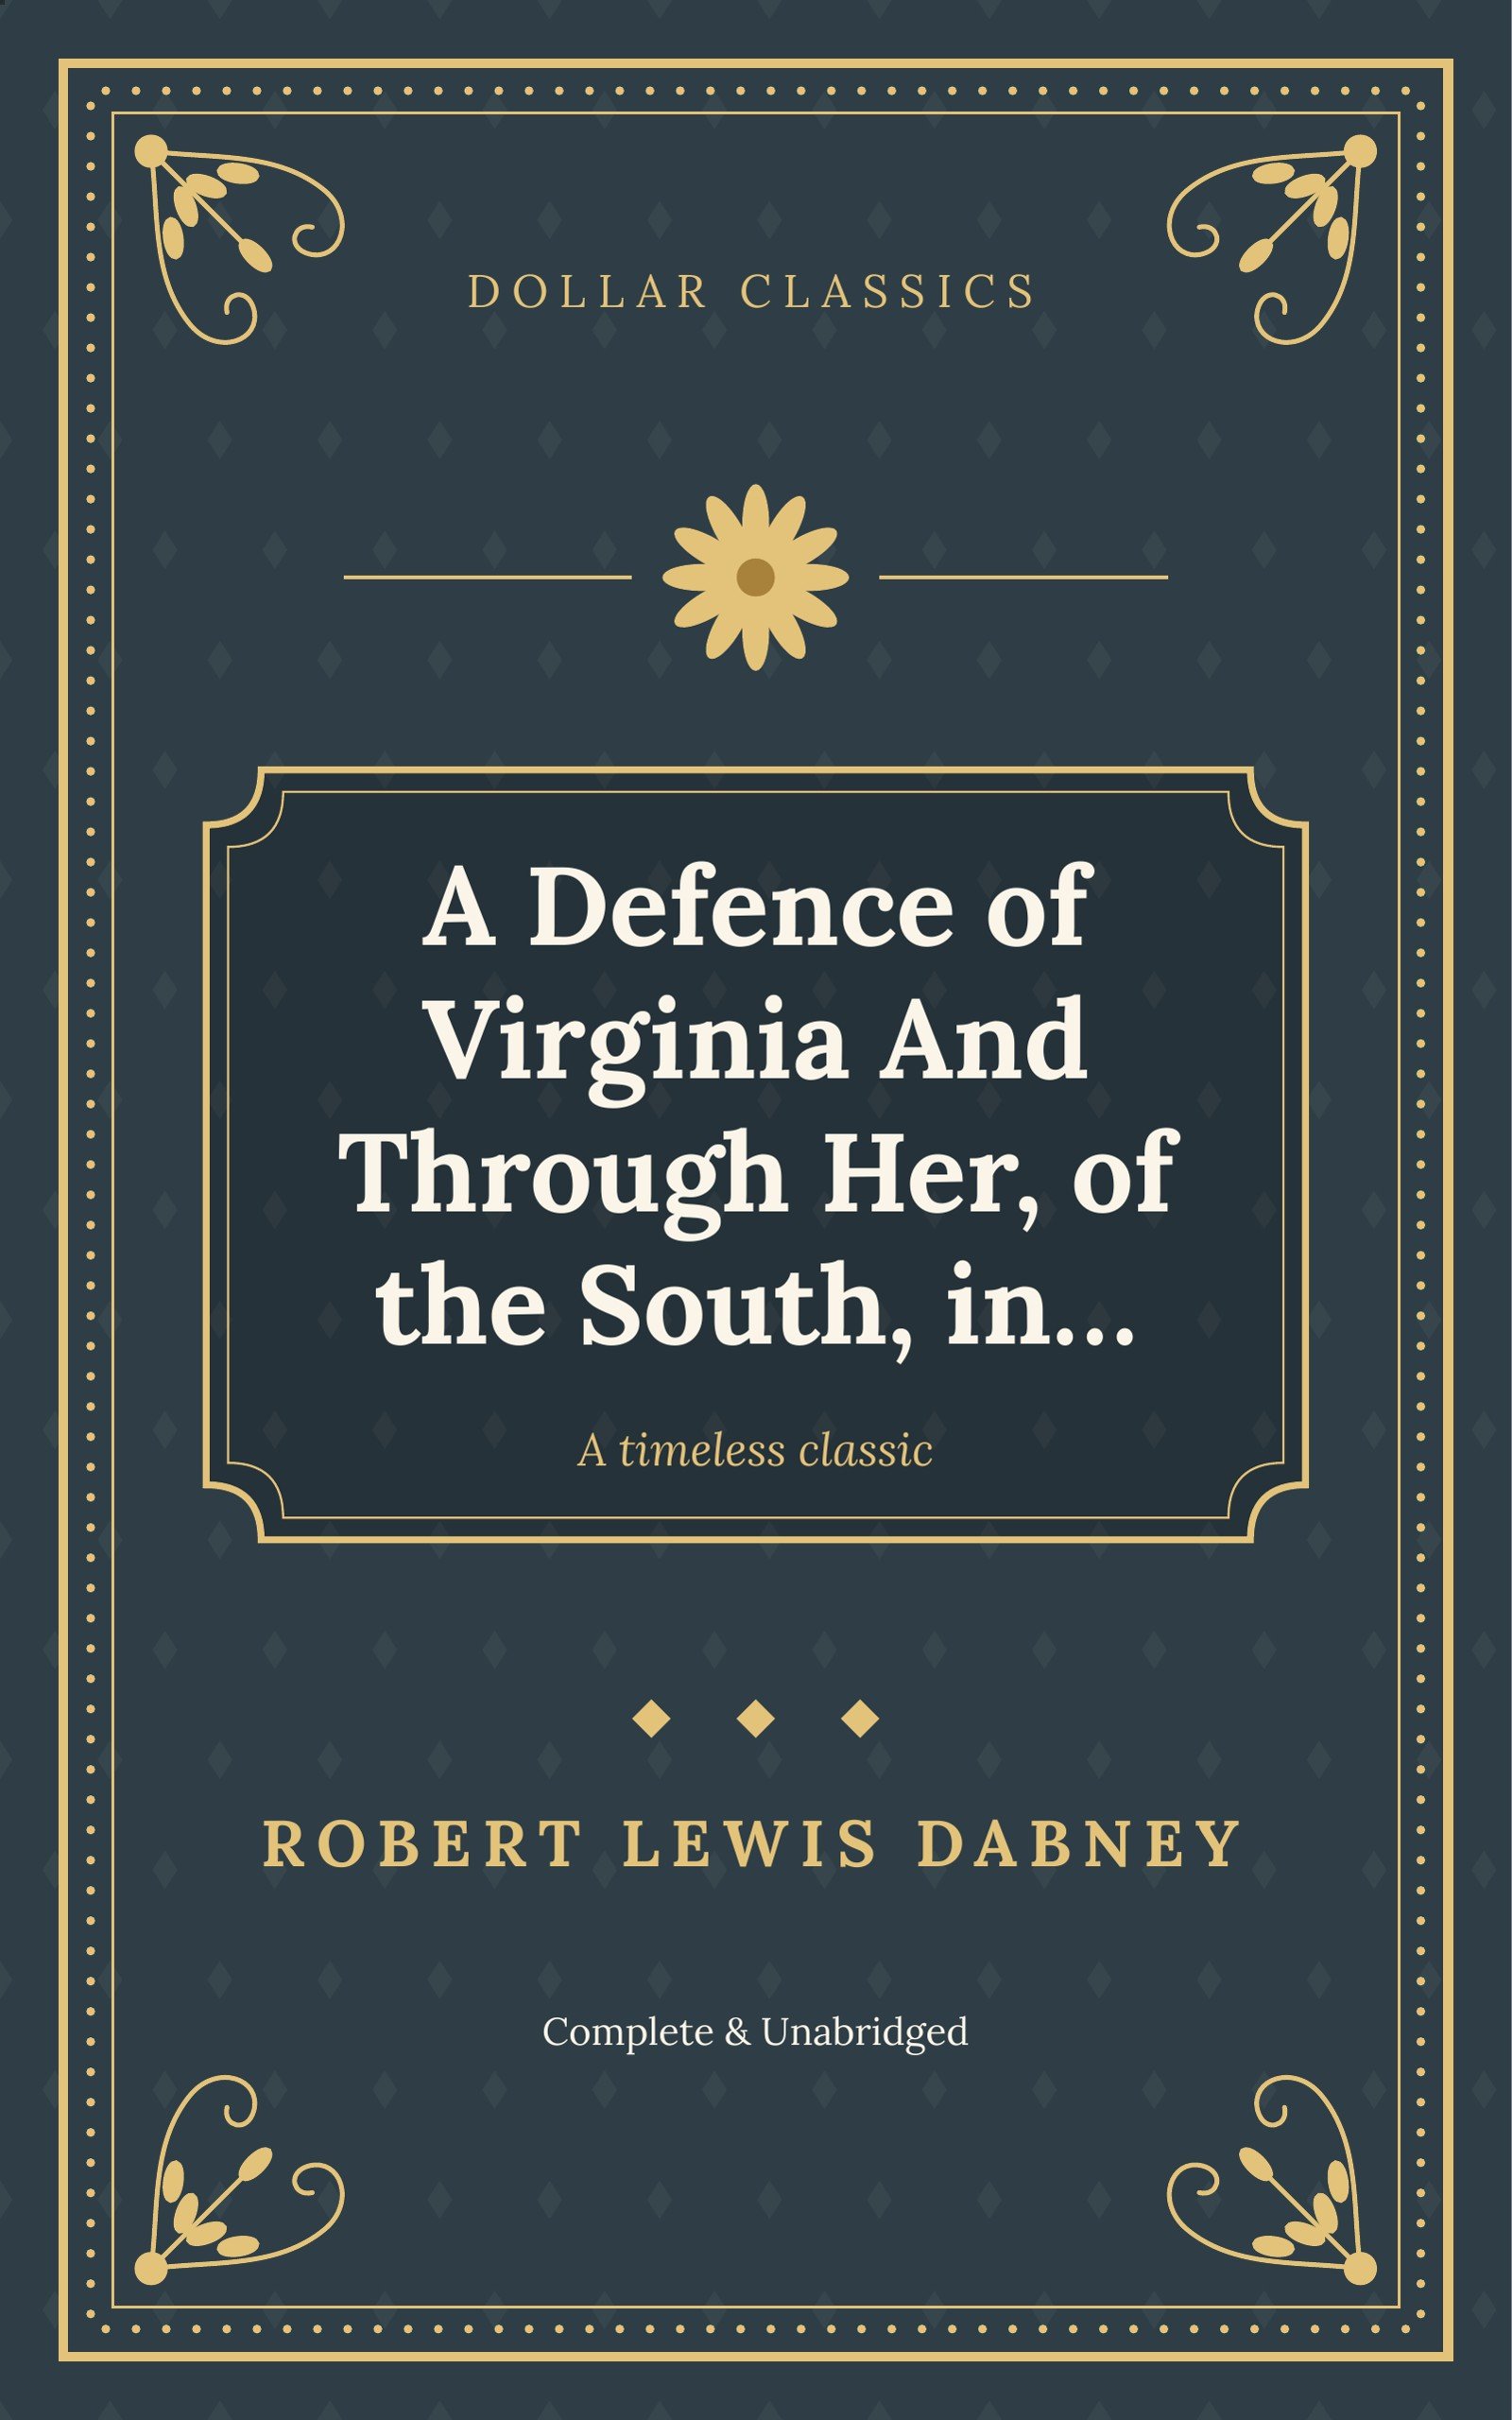 DOLLAR CLASSICS
A Defence of
Virginia And
Through Her, of
the South, in...
A timeless classic
ROBERT LEWIS DABNEY
Complete & Unabridged